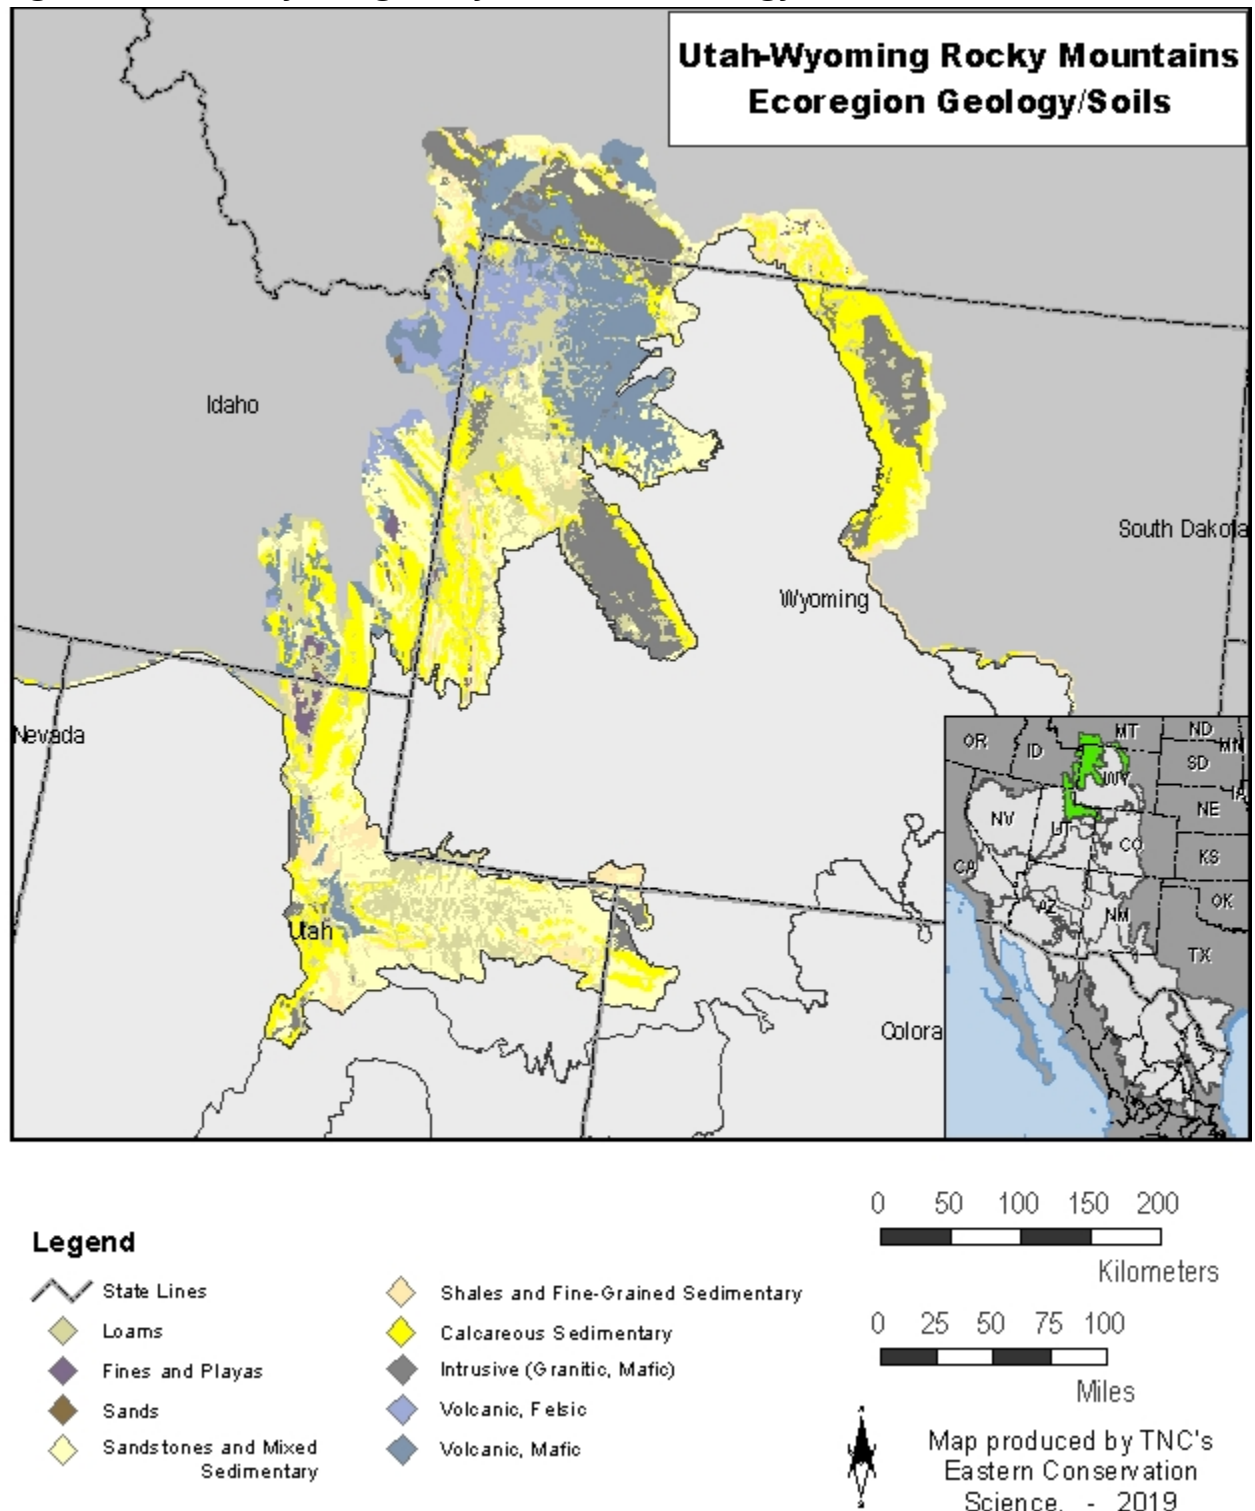 Utah-Wyoming Rocky Mountains
Ecoregion Geology/Soils
Idaho
South Dakota
Wyoming
Nevada
Utah
Colora
OR
ID
MT
ND
MN
SD
WY
IA
NV
UT
NE
CO
KS
CA
AZ
NM
OK
TX
Legend
State Lines
Loams
Fines and Playas
Sands
Sandstones and Mixed
Sedimentary
Shales and Fine-Grained Sedimentary
Calcareous Sedimentary
Intrusive (Granitic, Mafic)
Volcanic, Felsic
Volcanic, Mafic
0 50 100 150 200
Kilometers
0 25 50 75 100
Miles
Map produced by TNC's
Eastern Conservation
Science. - 2019